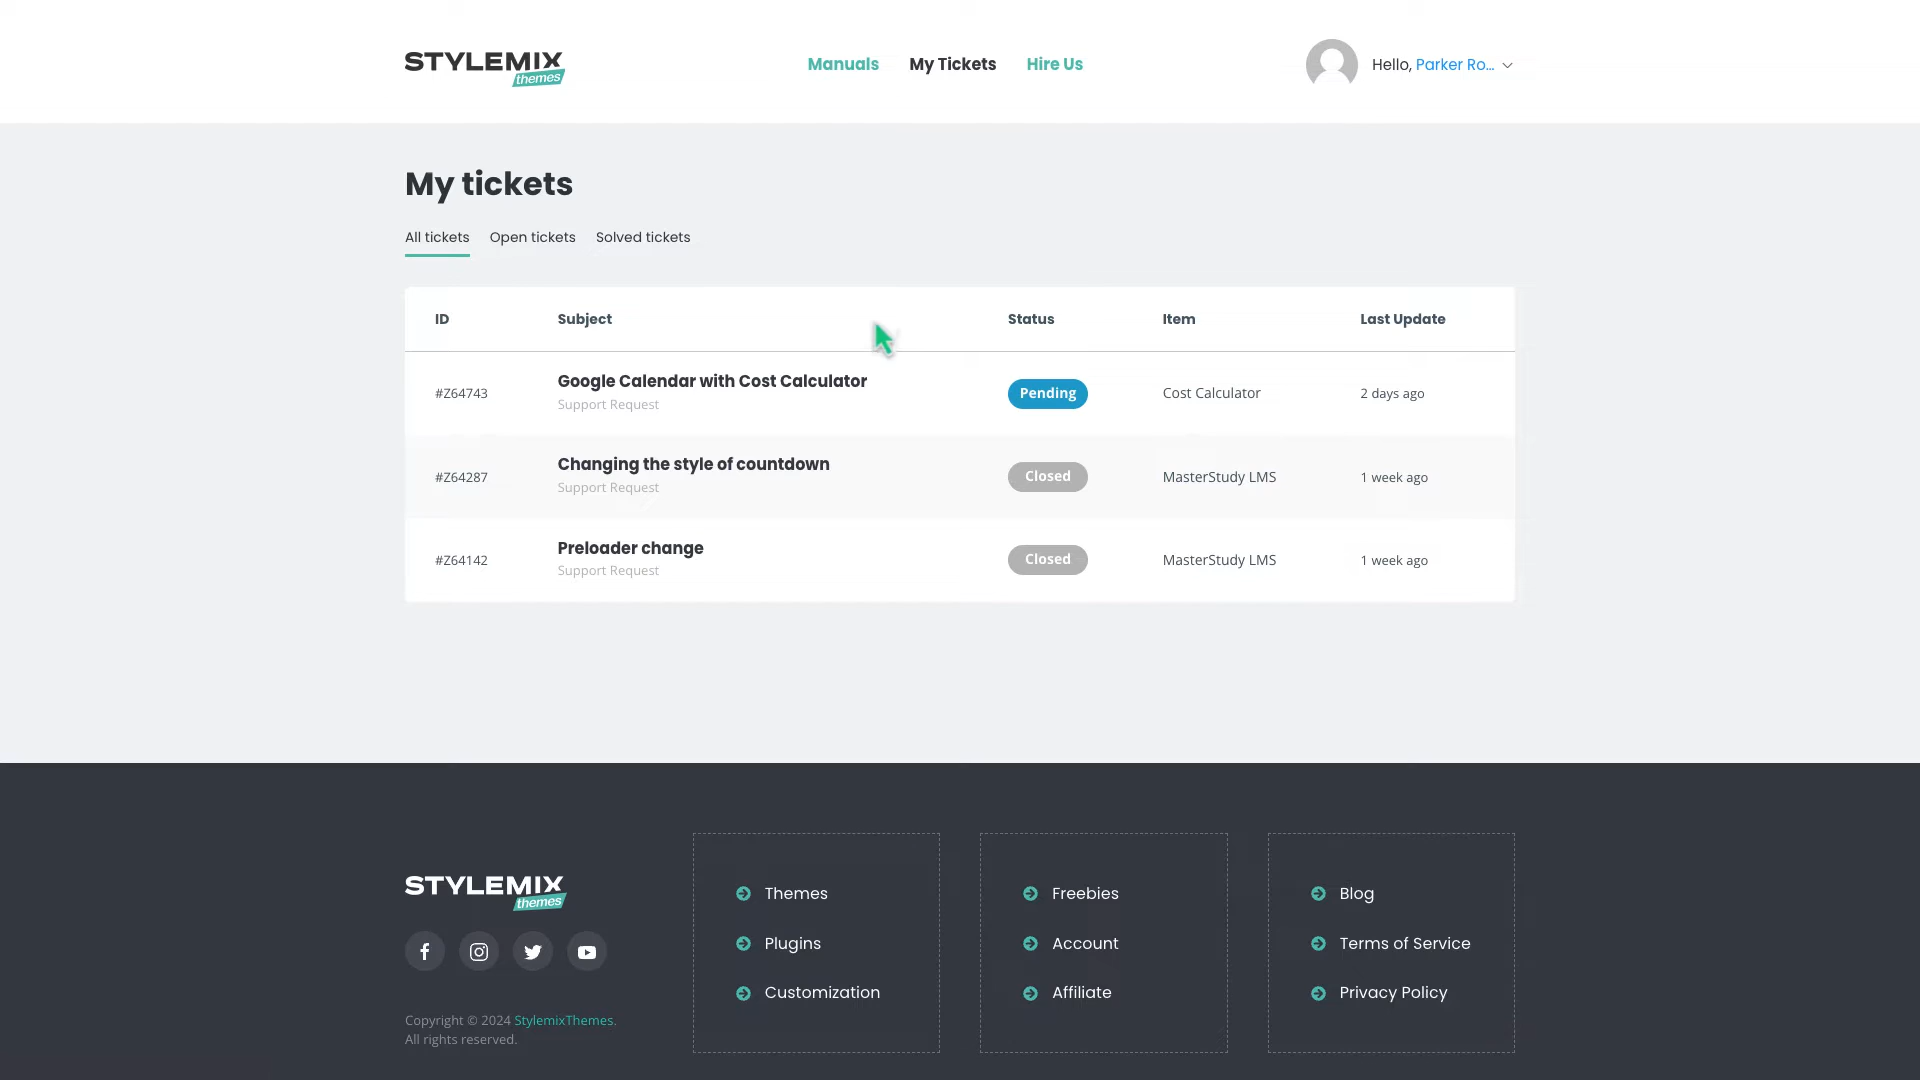 STYLEMIX
themes
Manuals My Tickets Hire Us
Hello, Parker Ro...
My tickets
All tickets Open tickets Solved tickets
ID Subject Status Item Last Update
#Z64743 Google Calendar with Cost Calculator Pending Cost Calculator 2 days ago
Support Request
#Z64287 Changing the style of countdown Closed MasterStudy LMS 1 week ago
Support Request
#Z64142 Preloader change Closed MasterStudy LMS 1 week ago
Support Request
STYLEMIX
themes
Copyright © 2024 StylemixThemes.
All rights reserved.
Themes
Plugins
Customization
Freebies
Account
Affiliate
Blog
Terms of Service
Privacy Policy